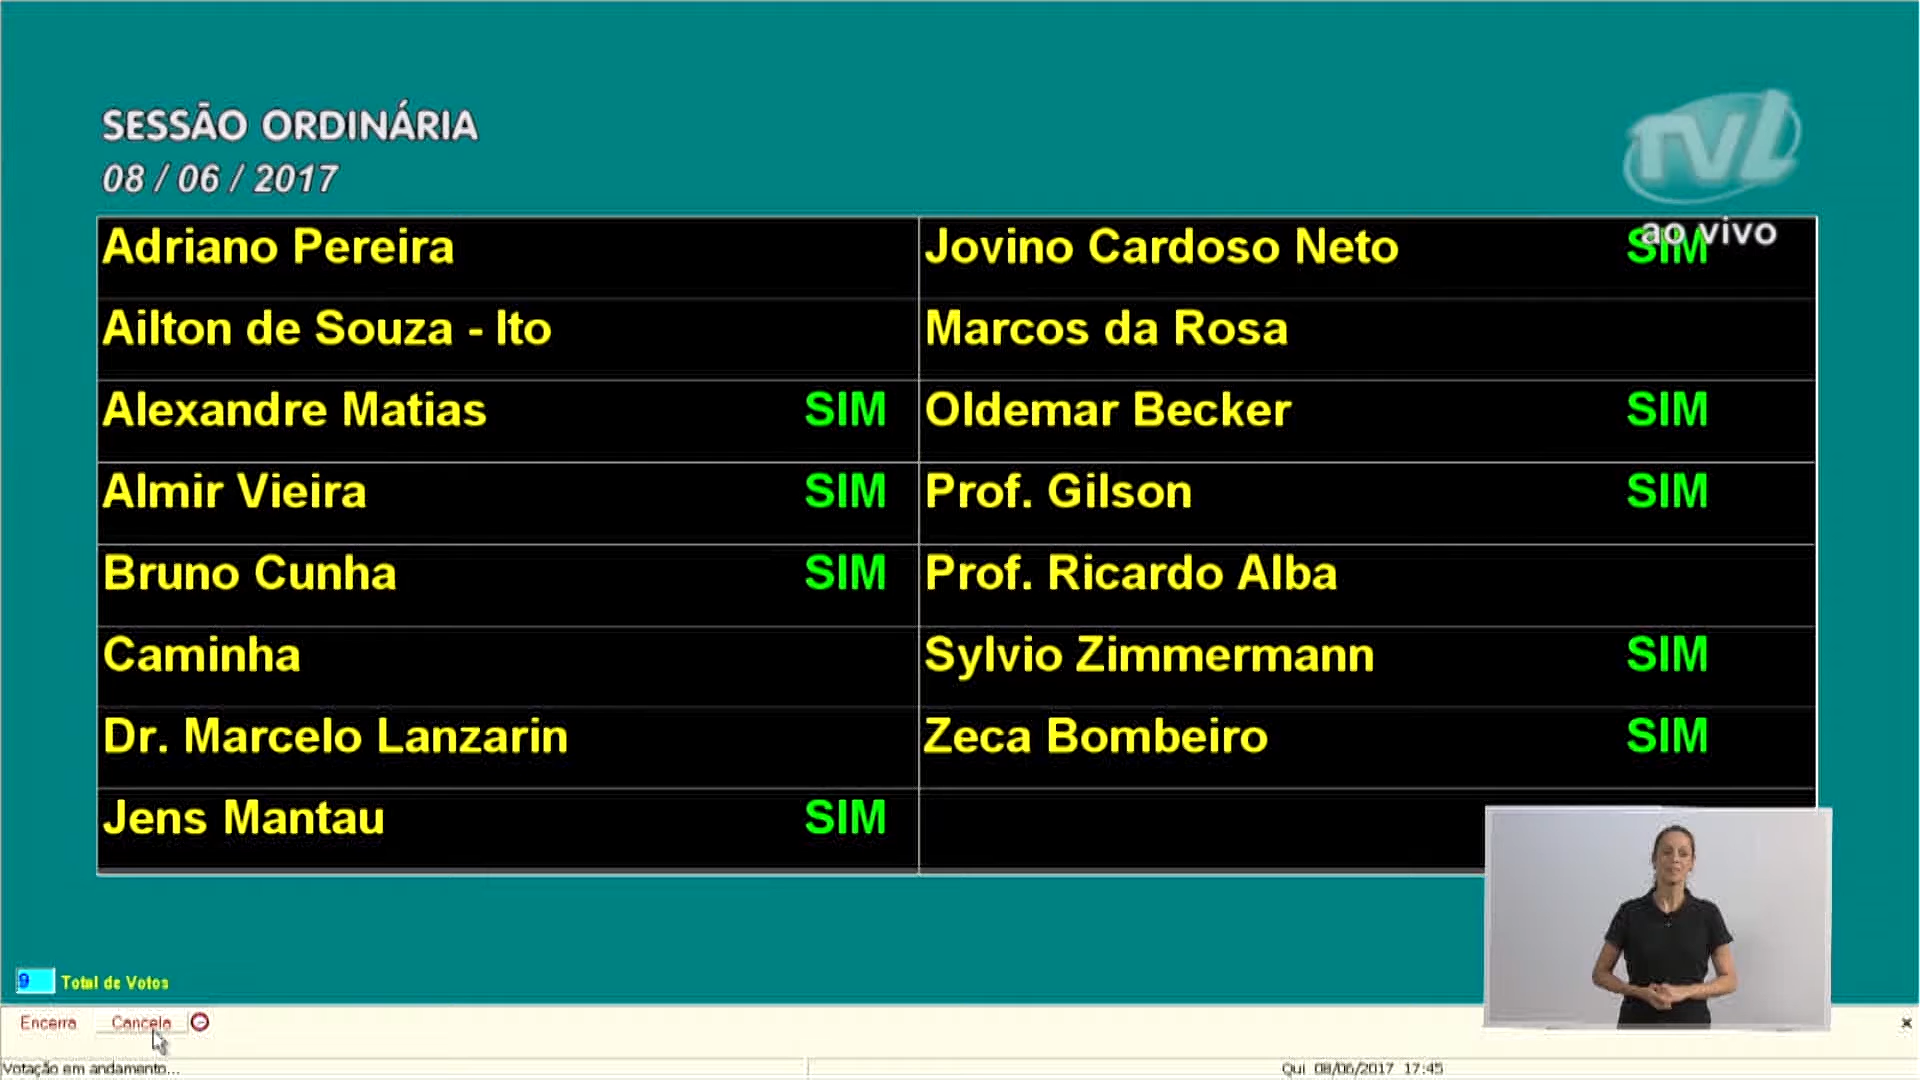 SESSÃO ORDINÁRIA
08 / 06 / 2017
TVL
ao vivo
Adriano Pereira
Jovino Cardoso Neto SIM
Ailton de Souza - Ito
Marcos da Rosa
Alexandre Matias SIM
Oldemar Becker SIM
Almir Vieira SIM
Prof. Gilson SIM
Bruno Cunha SIM
Prof. Ricardo Alba
Caminha
Sylvio Zimmermann SIM
Dr. Marcelo Lanzarin
Zeca Bombeiro SIM
Jens Mantau SIM
9 Total de Votos
Encerra Cancela
Votação em andamento...
Qui 08/06/2017 17:45